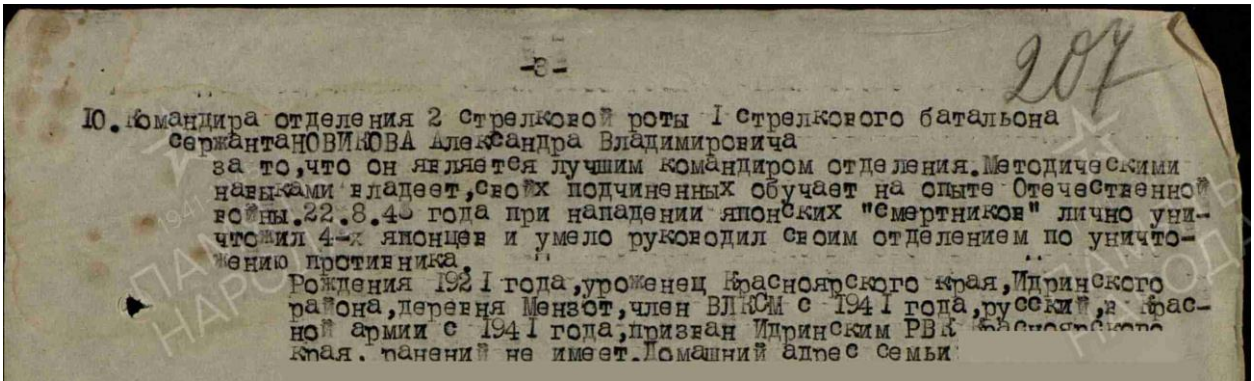 207
-3-
10. Командира отделения 2 стрелковой роты 1 стрелкового батальона
сержанта НОВИКОВА Александра Владимировича
за то,что он является лучшим командиром отделения.Методическими
навыками владеет,своих подчиненных обучает на опыте Отечественной
войны.22.8.45 года при нападении японских "смертников" лично уни-
чтожил 4-х японцев и умело руководил своим отделением по уничто-
жению противника.
Рождения 1921 года,уроженец Красноярского края,Идринского
района,деревня Мензот,член ВЛКСМ с 1941 года,русский,в Крас-
ной армии с 1941 года,призван Идринским РВК Красноярского
края. ранений не имеет.Домашний адрес семьи
ПАМЯТЬ
НАРОДА
1941